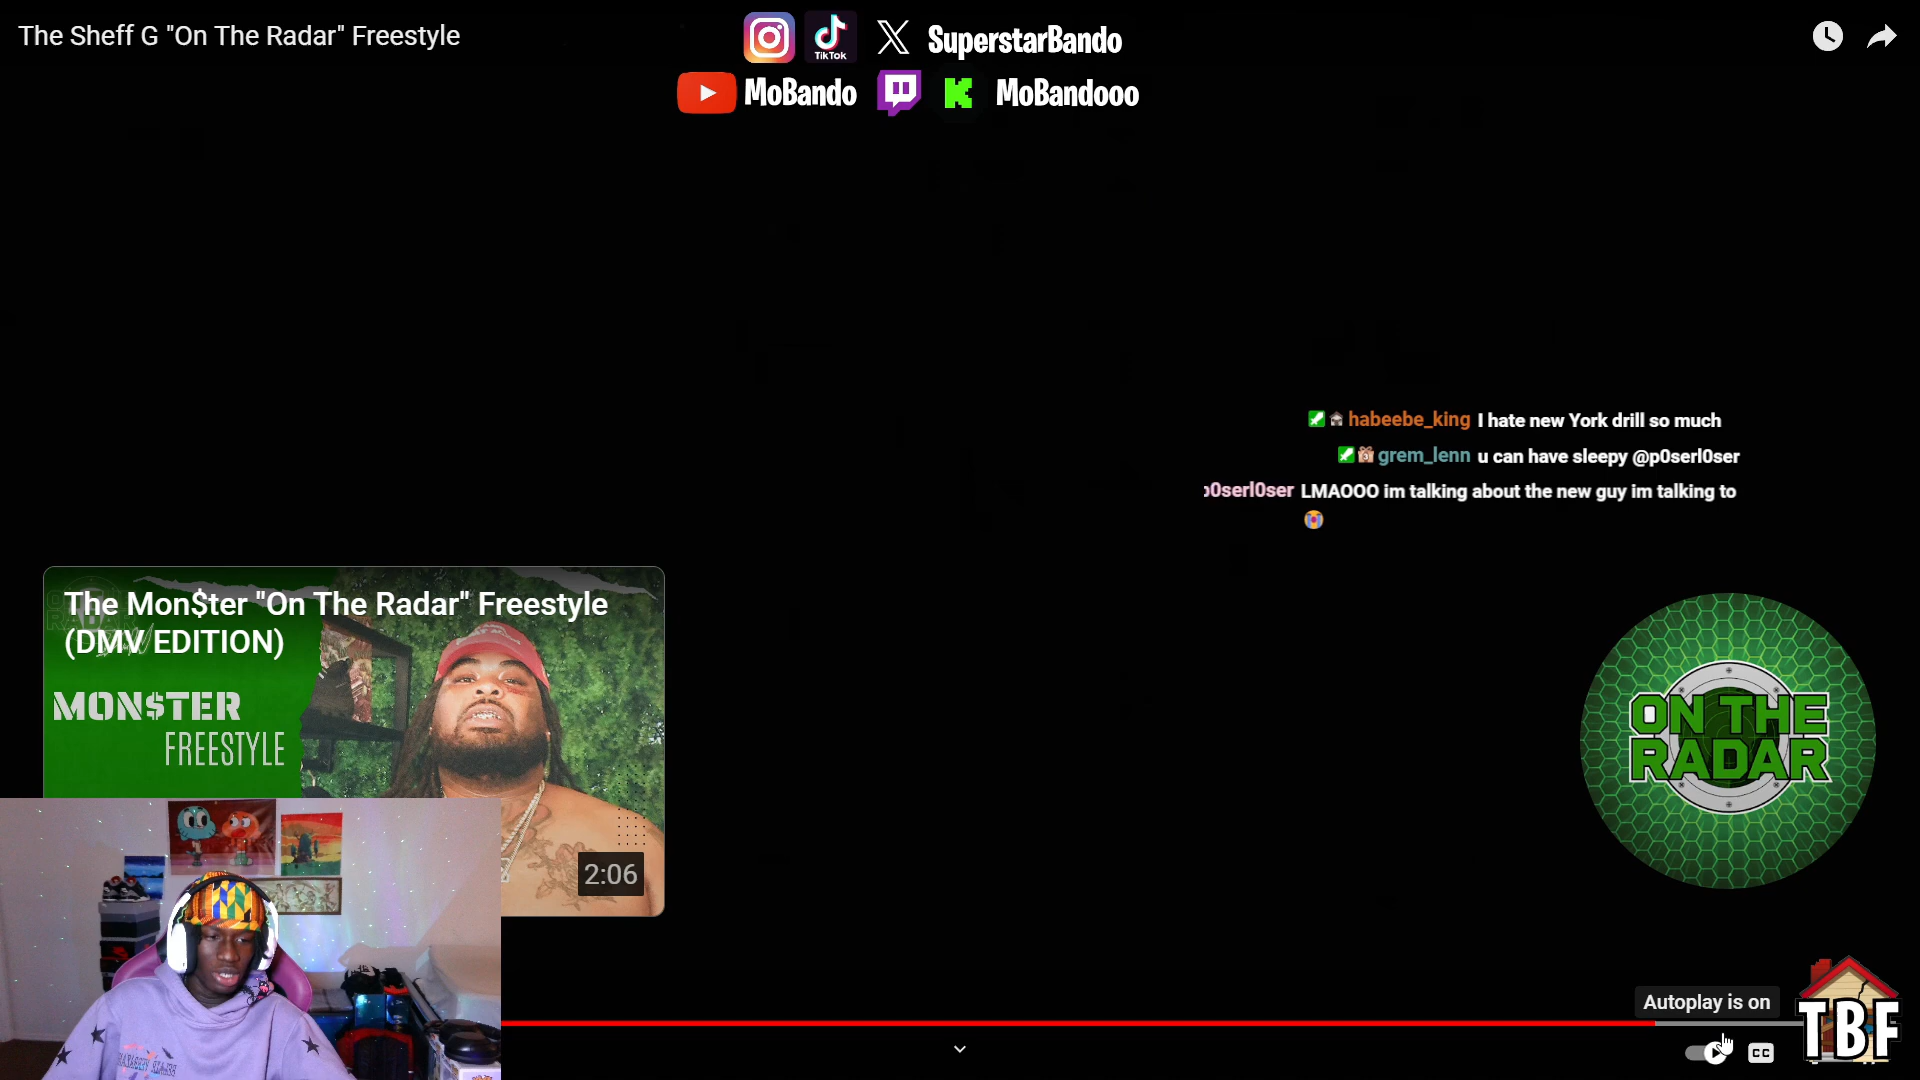 The Sheff G "On The Radar" Freestyle
TikTok
SuperstarBando
MoBando
MoBandooo
habeebe_king I hate new York drill so much
grem_lenn u can have sleepy @p0serl0ser
p0serl0ser LMAOOO im talking about the new guy im talking to
The Mon$ter "On The Radar" Freestyle
(DMV EDITION)
MON$TER
FREESTYLE
2:06
ON THE
RADAR
Autoplay is on
TBF
CC